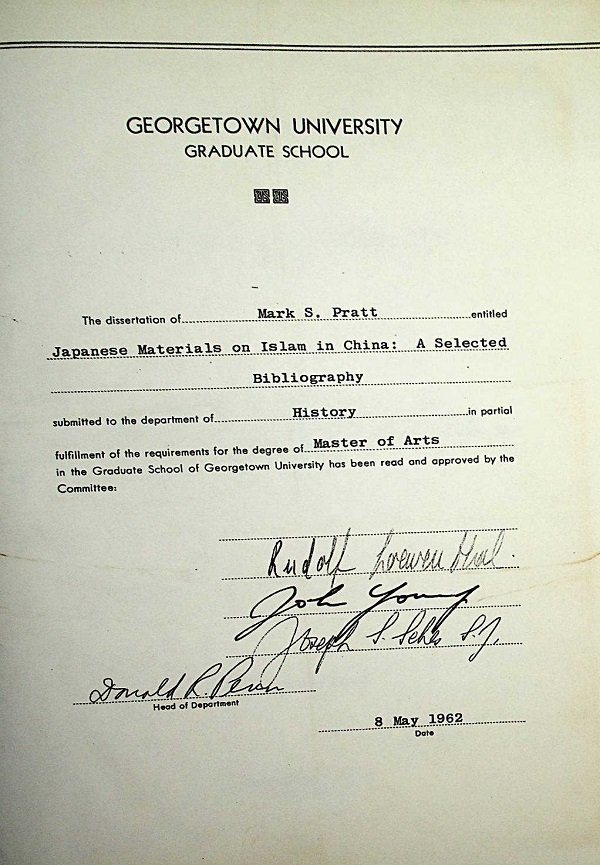 GEORGETOWN UNIVERSITY
GRADUATE SCHOOL
The dissertation of Mark S. Pratt entitled
Japanese Materials on Islam in China: A Selected
Bibliography
submitted to the department of History in partial
fulfillment of the requirements for the degree of Master of Arts
in the Graduate School of Georgetown University has been read and approved by the
Committee:
Rudolf Loewenthal.
John Young
Joseph S. Sebes S.J.
Donald R. Penn
Head of Department
8 May 1962
Date